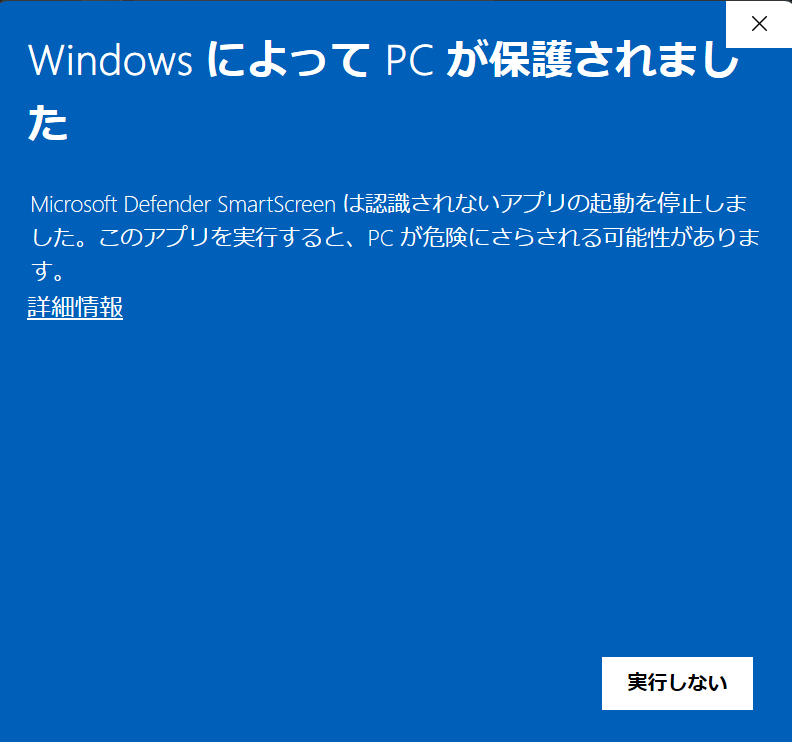 Windows によって PC が保護されまし
た
Microsoft Defender SmartScreen は認識されないアプリの起動を停止しま
した。このアプリを実行すると、PC が危険にさらされる可能性がありま
す。
詳細情報
実行しない